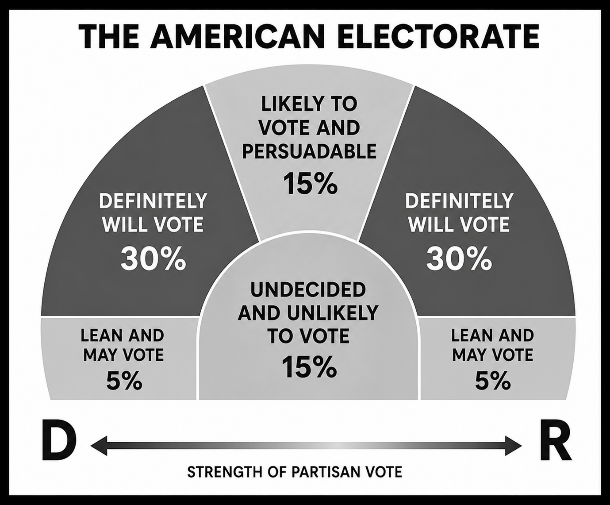 THE AMERICAN ELECTORATE
LIKELY TO
VOTE AND
PERSUADABLE
15%
DEFINITELY
WILL VOTE
30%
DEFINITELY
WILL VOTE
30%
UNDECIDED
AND UNLIKELY
TO VOTE
15%
LEAN AND
MAY VOTE
5%
LEAN AND
MAY VOTE
5%
D
R
STRENGTH OF PARTISAN VOTE